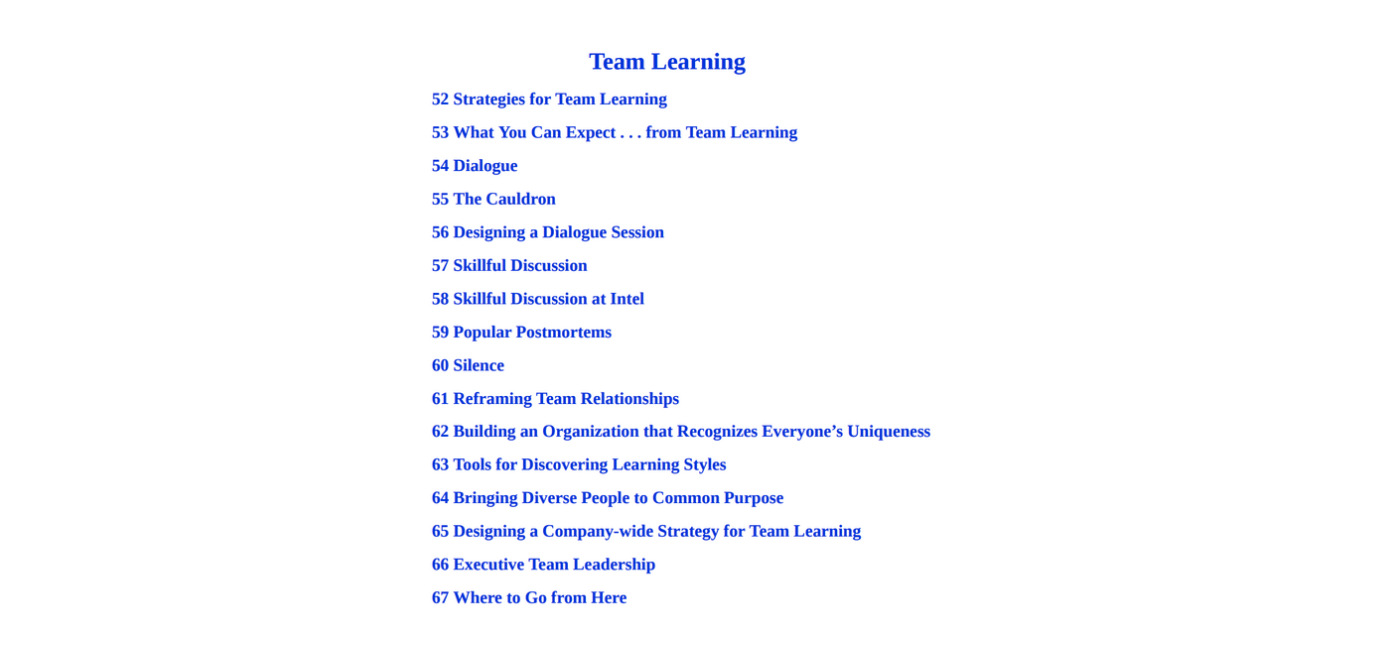 Team Learning
52 Strategies for Team Learning
53 What You Can Expect . . . from Team Learning
54 Dialogue
55 The Cauldron
56 Designing a Dialogue Session
57 Skillful Discussion
58 Skillful Discussion at Intel
59 Popular Postmortems
60 Silence
61 Reframing Team Relationships
62 Building an Organization that Recognizes Everyone’s Uniqueness
63 Tools for Discovering Learning Styles
64 Bringing Diverse People to Common Purpose
65 Designing a Company-wide Strategy for Team Learning
66 Executive Team Leadership
67 Where to Go from Here